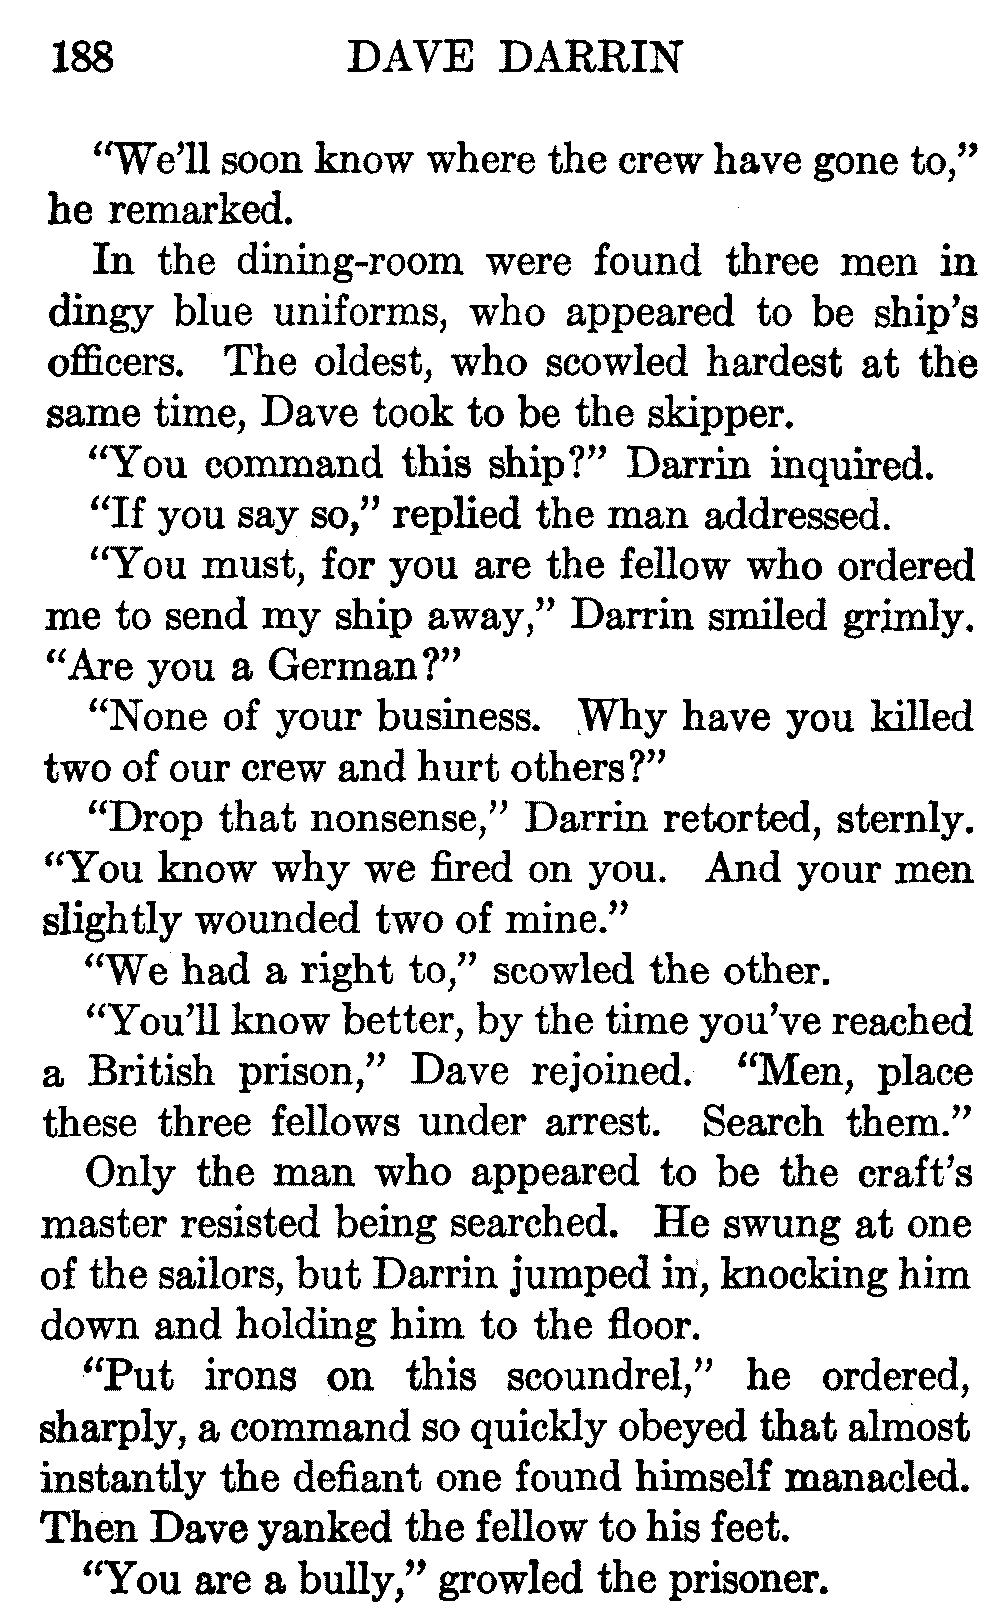 188 DAVE DARRIN
“We’ll soon know where the crew have gone to,”
he remarked.
In the dining-room were found three men in
dingy blue uniforms, who appeared to be ship’s
officers. The oldest, who scowled hardest at the
same time, Dave took to be the skipper.
“You command this ship?” Darrin inquired.
“If you say so,” replied the man addressed.
“You must, for you are the fellow who ordered
me to send my ship away,” Darrin smiled grimly.
“Are you a German?”
“None of your business. Why have you killed
two of our crew and hurt others?”
“Drop that nonsense,” Darrin retorted, sternly.
“You know why we fired on you. And your men
slightly wounded two of mine.”
“We had a right to,” scowled the other.
“You’ll know better, by the time you’ve reached
a British prison,” Dave rejoined. “Men, place
these three fellows under arrest. Search them.”
Only the man who appeared to be the craft’s
master resisted being searched. He swung at one
of the sailors, but Darrin jumped in, knocking him
down and holding him to the floor.
“Put irons on this scoundrel,” he ordered,
sharply, a command so quickly obeyed that almost
instantly the defiant one found himself manacled.
Then Dave yanked the fellow to his feet.
“You are a bully,” growled the prisoner.